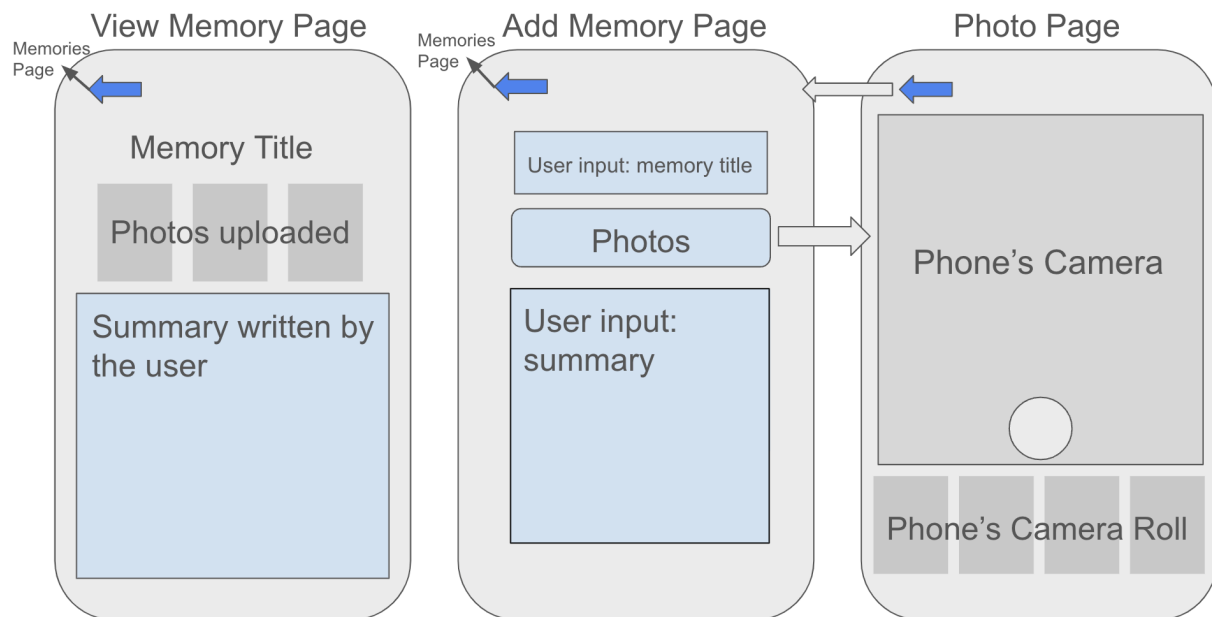 View Memory Page
Memories
Page
Memory Title
Photos uploaded
Summary written by
the user
Add Memory Page
Memories
Page
User input: memory title
Photos
User input:
summary
Photo Page
Phone’s Camera
Phone’s Camera Roll